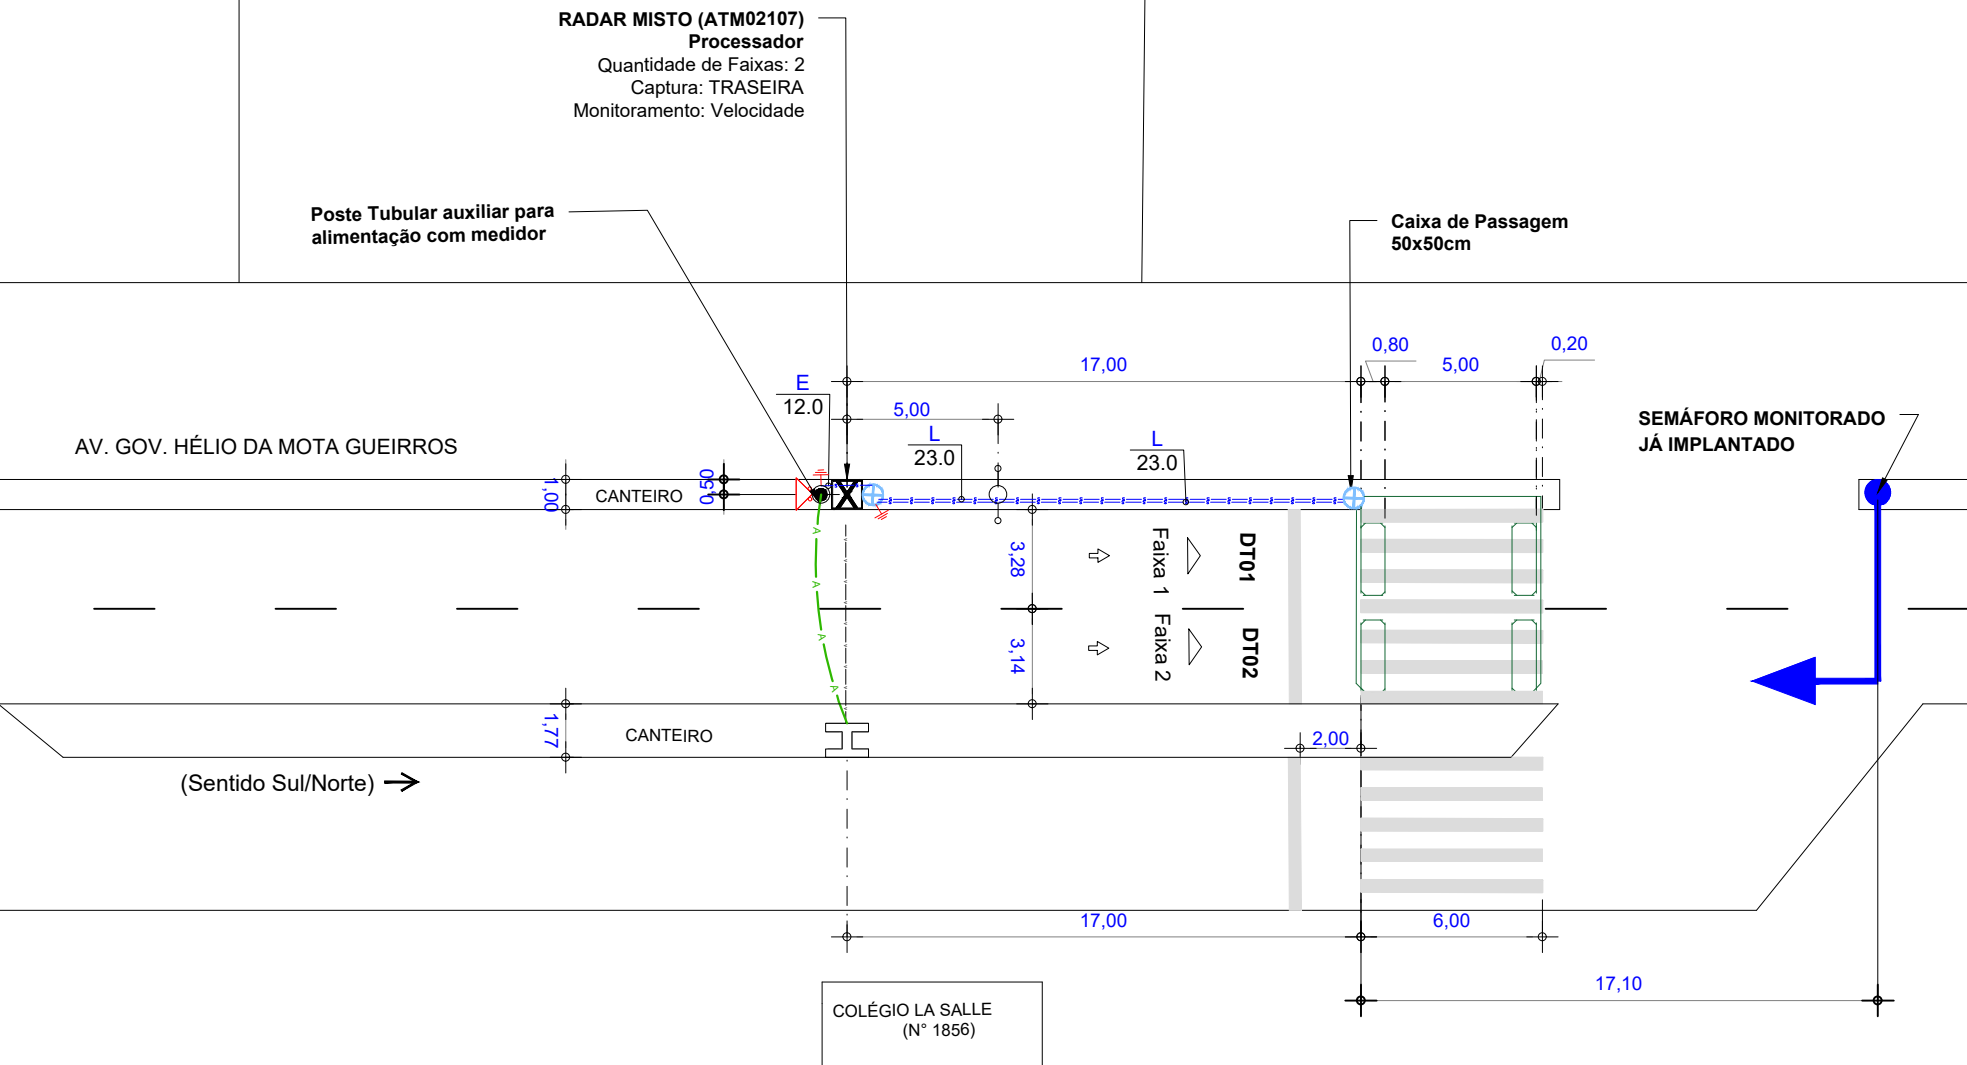 RADAR MISTO (ATM02107)
Processador
Quantidade de Faixas: 2
Captura: TRASEIRA
Monitoramento: Velocidade
Poste Tubular auxiliar para
alimentação com medidor
Caixa de Passagem
50x50cm
0,80
0,20
17,00
5,00
E
12.0
5,00
L
23.0
L
23.0
SEMÁFORO MONITORADO
JÁ IMPLANTADO
AV. GOV. HÉLIO DA MOTA GUEIRROS
1,00
CANTEIRO
0,50
X
3,28
Faixa 1
DT01
A
A
A
A
3,14
Faixa 2
DT02
1,77
CANTEIRO
2,00
(Sentido Sul/Norte)
17,00
6,00
17,10
COLÉGIO LA SALLE
(N° 1856)